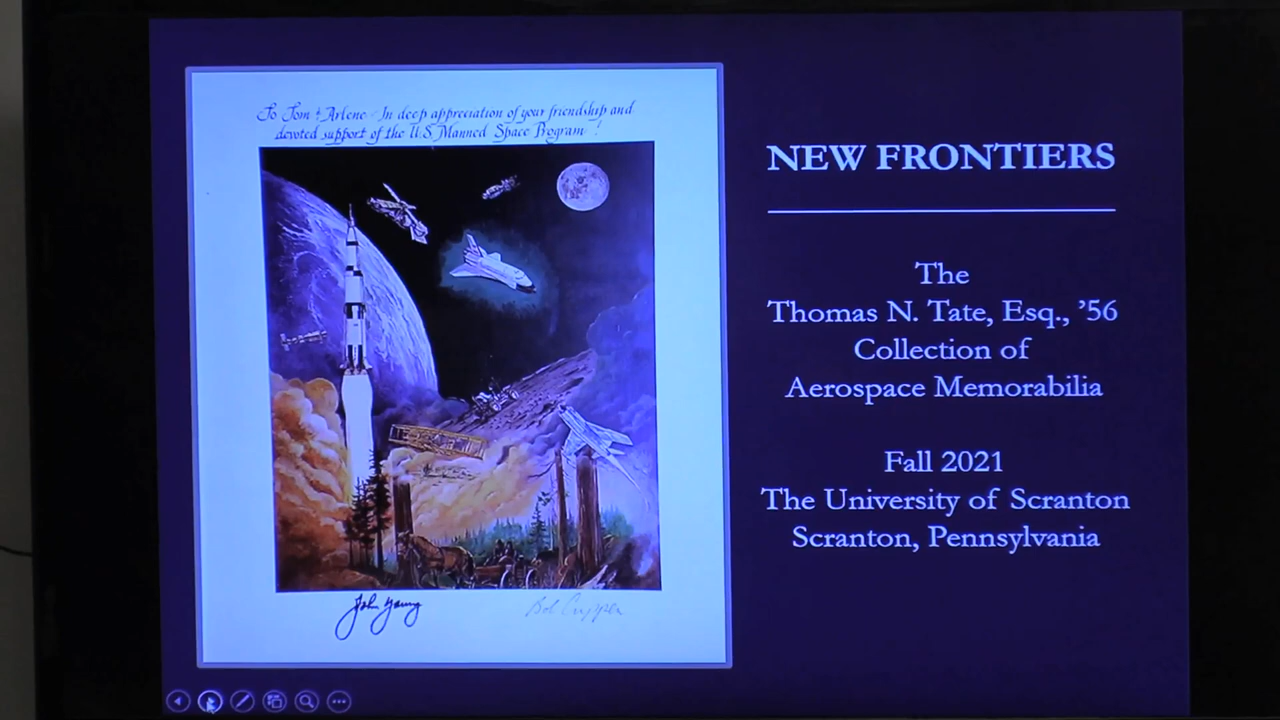 To Tom & Arlene - In deep appreciation of your friendship and
devoted support of the U.S. Manned Space Program !
John Young
Bob Crippen
NEW FRONTIERS
The
Thomas N. Tate, Esq., ’56
Collection of
Aerospace Memorabilia
Fall 2021
The University of Scranton
Scranton, Pennsylvania